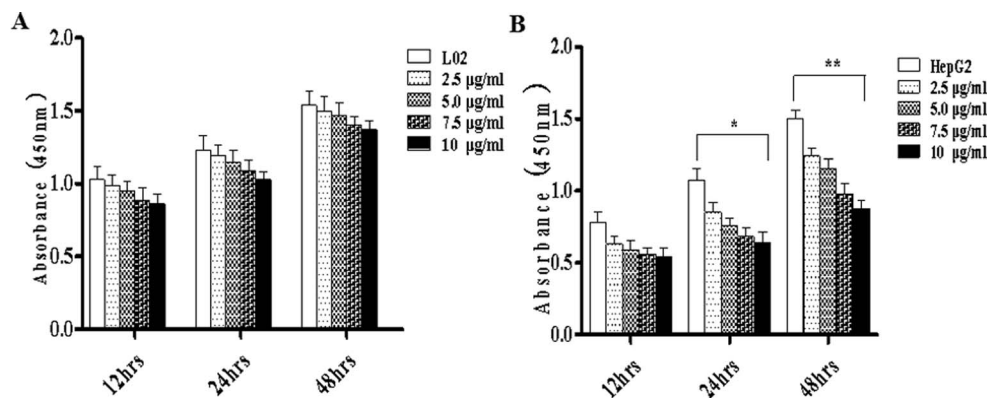 A
Absorbance (450nm)
2.0
1.5
1.0
0.5
0.0
12hrs
24hrs
48hrs
L02
2.5 µg/ml
5.0 µg/ml
7.5 µg/ml
10 µg/ml
B
Absorbance (450nm)
2.0
1.5
1.0
0.5
0.0
12hrs
24hrs
48hrs
*
**
HepG2
2.5 µg/ml
5.0 µg/ml
7.5 µg/ml
10 µg/ml